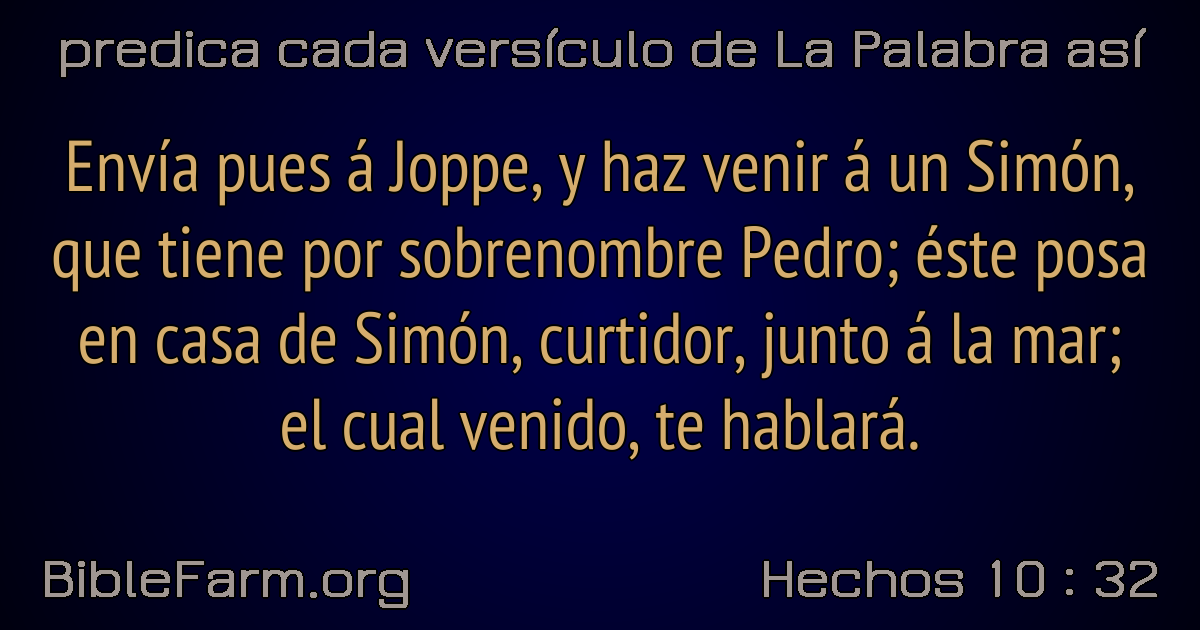 predica cada versículo de La Palabra así
Envía pues á Joppe, y haz venir á un Simón,
que tiene por sobrenombre Pedro; éste posa
en casa de Simón, curtidor, junto á la mar;
el cual venido, te hablará.
BibleFarm.org
Hechos 10 : 32